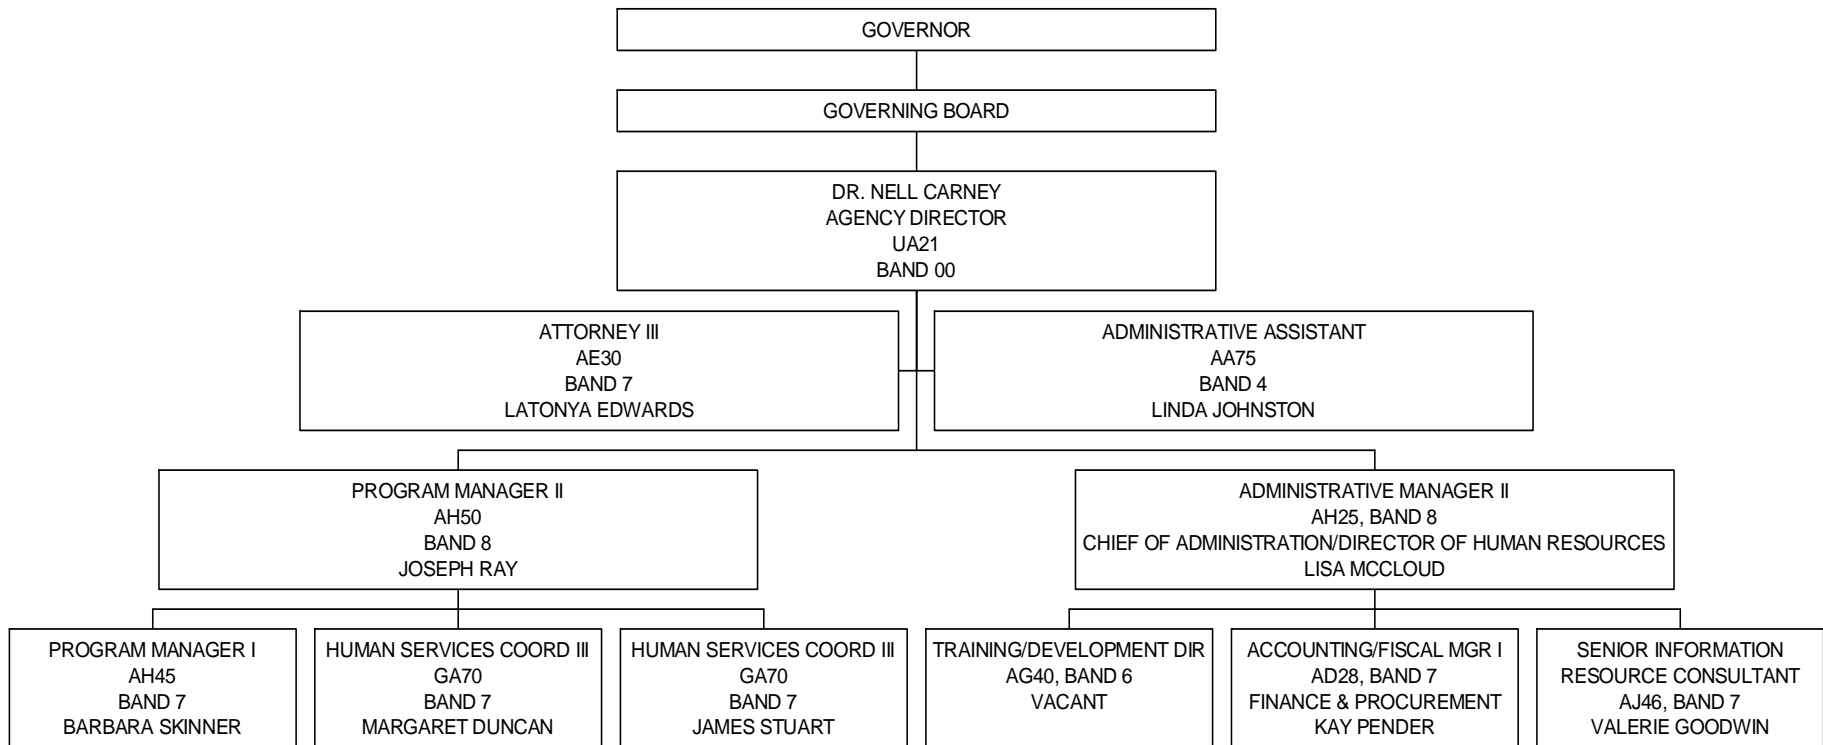 GOVERNOR
GOVERNING BOARD
DR. NELL CARNEY
AGENCY DIRECTOR
UA21
BAND 00
ATTORNEY III
AE30
BAND 7
LATONYA EDWARDS
ADMINISTRATIVE ASSISTANT
AA75
BAND 4
LINDA JOHNSTON
PROGRAM MANAGER II
AH50
BAND 8
JOSEPH RAY
ADMINISTRATIVE MANAGER II
AH25, BAND 8
CHIEF OF ADMINISTRATION/DIRECTOR OF HUMAN RESOURCES
LISA MCCLOUD
PROGRAM MANAGER I
AH45
BAND 7
BARBARA SKINNER
HUMAN SERVICES COORD III
GA70
BAND 7
MARGARET DUNCAN
HUMAN SERVICES COORD III
GA70
BAND 7
JAMES STUART
TRAINING/DEVELOPMENT DIR
AG40, BAND 6
VACANT
ACCOUNTING/FISCAL MGR I
AD28, BAND 7
FINANCE & PROCUREMENT
KAY PENDER
SENIOR INFORMATION
RESOURCE CONSULTANT
AJ46, BAND 7
VALERIE GOODWIN